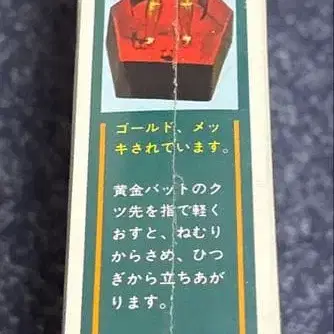 ゴールド、メッ
キされています。
黄金バットのク
ツ先を指で軽く
おすと、ねむり
からさめ、ひつ
ぎから立ちあが
ります。